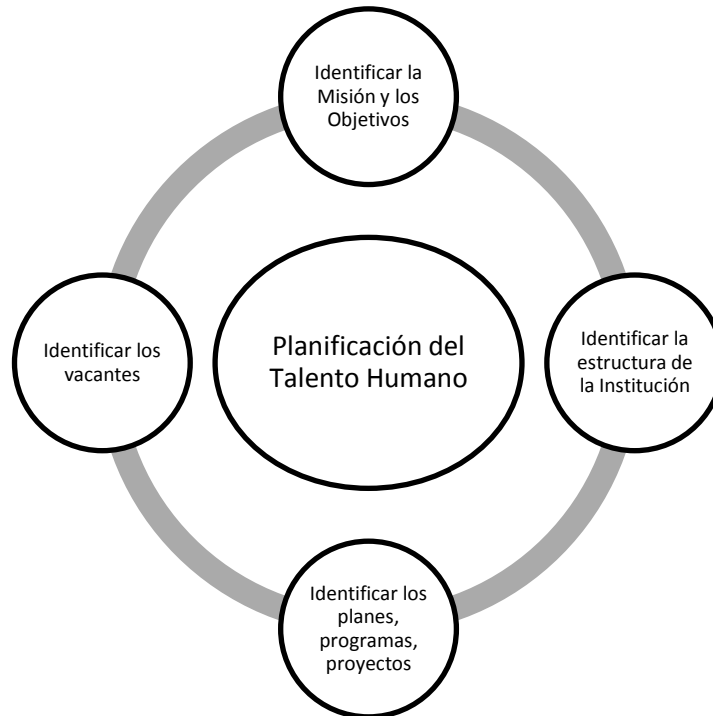 Identificar la
Misión y los
Objetivos
Identificar los
vacantes
Planificación del
Talento Humano
Identificar la
estructura de
la Institución
Identificar los
planes,
programas,
proyectos